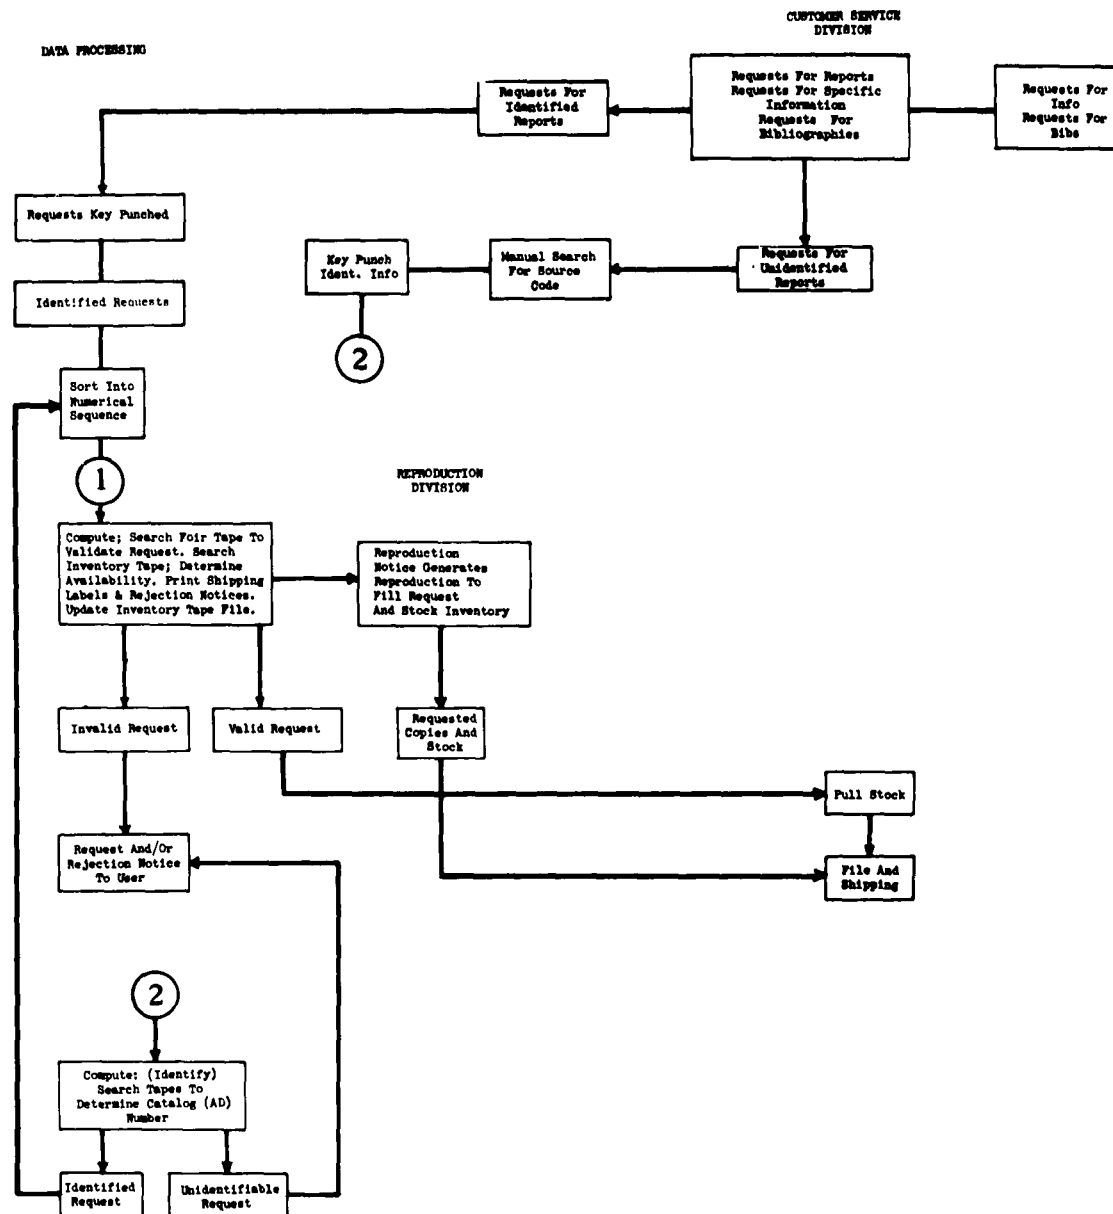 CUSTOMER SERVICE
DIVISION
DATA PROCESSING
Requests For Reports
Requests For Specific
Information
Requests For
Bibliographies
Requests For
Info
Requests For
Bibs
Requests For
Identified
Reports
Requests Key Punched
Key Punch
Ident. Info
Manual Search
For Source
Code
Requests For
Unidentified
Reports
Identified Requests
2
Sort Into
Numerical
Sequence
1
REPRODUCTION
DIVISION
Compute; Search Foir Tape To
Validate Request. Search
Inventory Tape; Determine
Availability. Print Shipping
Labels & Rejection Notices.
Update Inventory Tape File.
Reproduction
Notice Generates
Reproduction To
Fill Request
And Stock Inventory
Invalid Request
Valid Request
Requested
Copies And
Stock
Pull Stock
Request And/Or
Rejection Notice
To User
File And
Shipping
2
Compute: (Identify)
Search Tapes To
Determine Catalog (AD)
Number
Identified
Request
Unidentifiable
Request